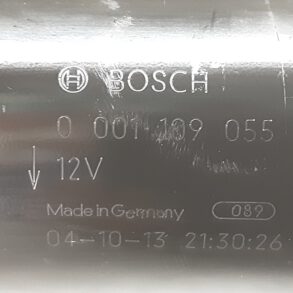 BOSCH
0 001 109 055
↓ 12V
Made in Germany 089
04-10-13 21:30:26